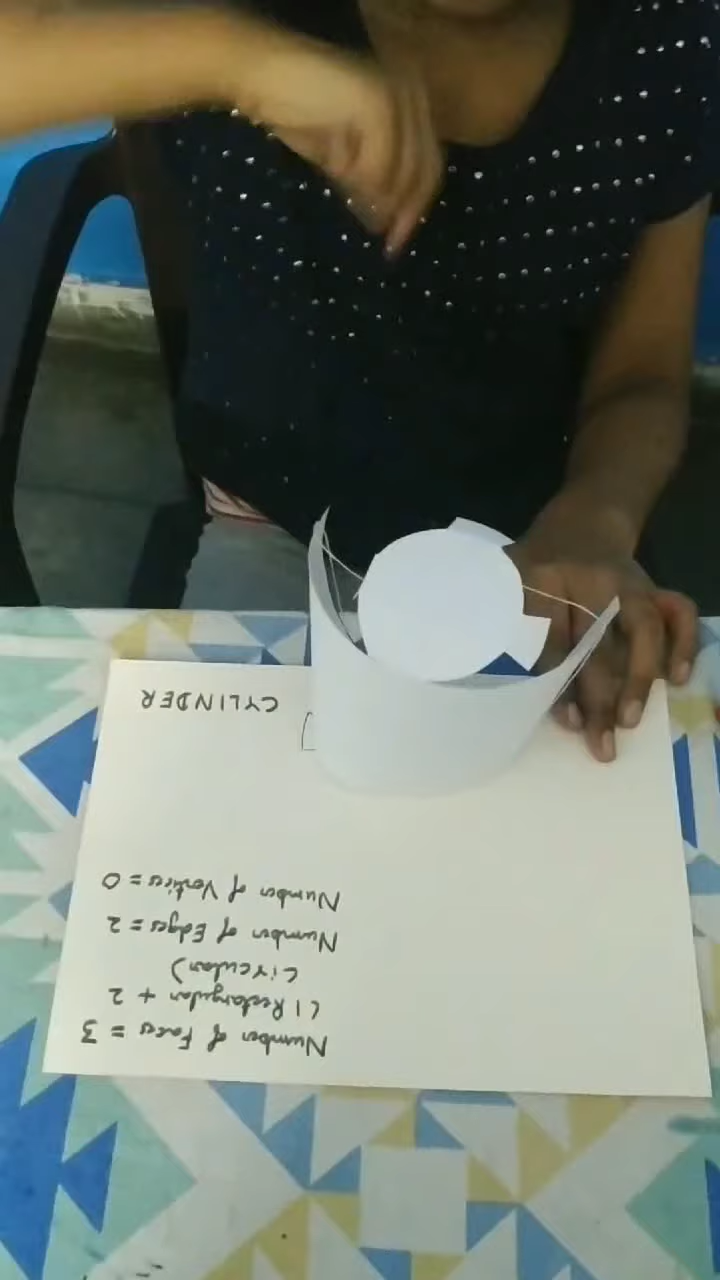 CYLINDER
Number of Faces = 3
(1 Rectangular + 2
Circular)
Number of Edges = 2
Number of Vertices = 0